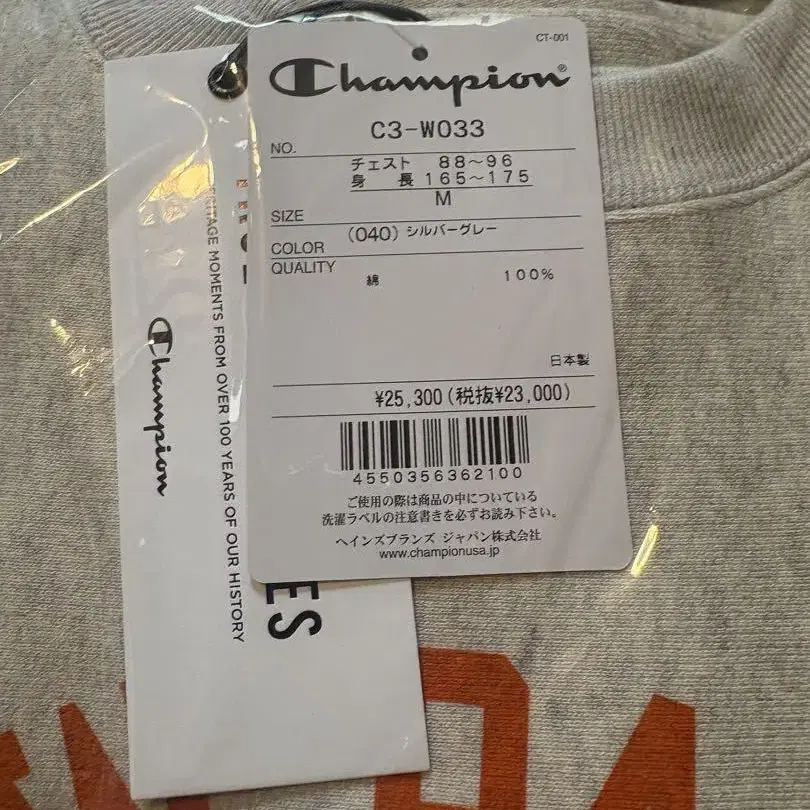 CT-001
Champion®
NO. C3-W033
チェスト 88～96
身 長 165～175
SIZE M
COLOR (040) シルバーグレー
QUALITY
綿 100%
日本製
¥25,300(税抜¥23,000)
4550356362100
ご使用の際は商品の中についている
洗濯ラベルの注意書きを必ずお読み下さい。
ヘインズブランズ ジャパン株式会社
www.championusa.jp
Champion
MOMENTS FROM OVER 100 YEARS OF OUR HISTORY
ES